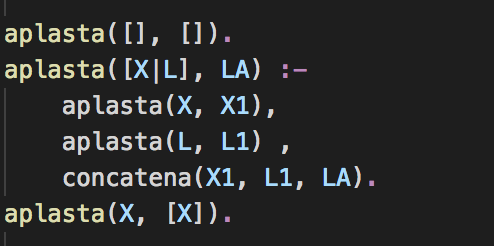 aplasta([], []).
aplasta([X|L], LA) :-
    aplasta(X, X1),
    aplasta(L, L1) ,
    concatena(X1, L1, LA).
aplasta(X, [X]).